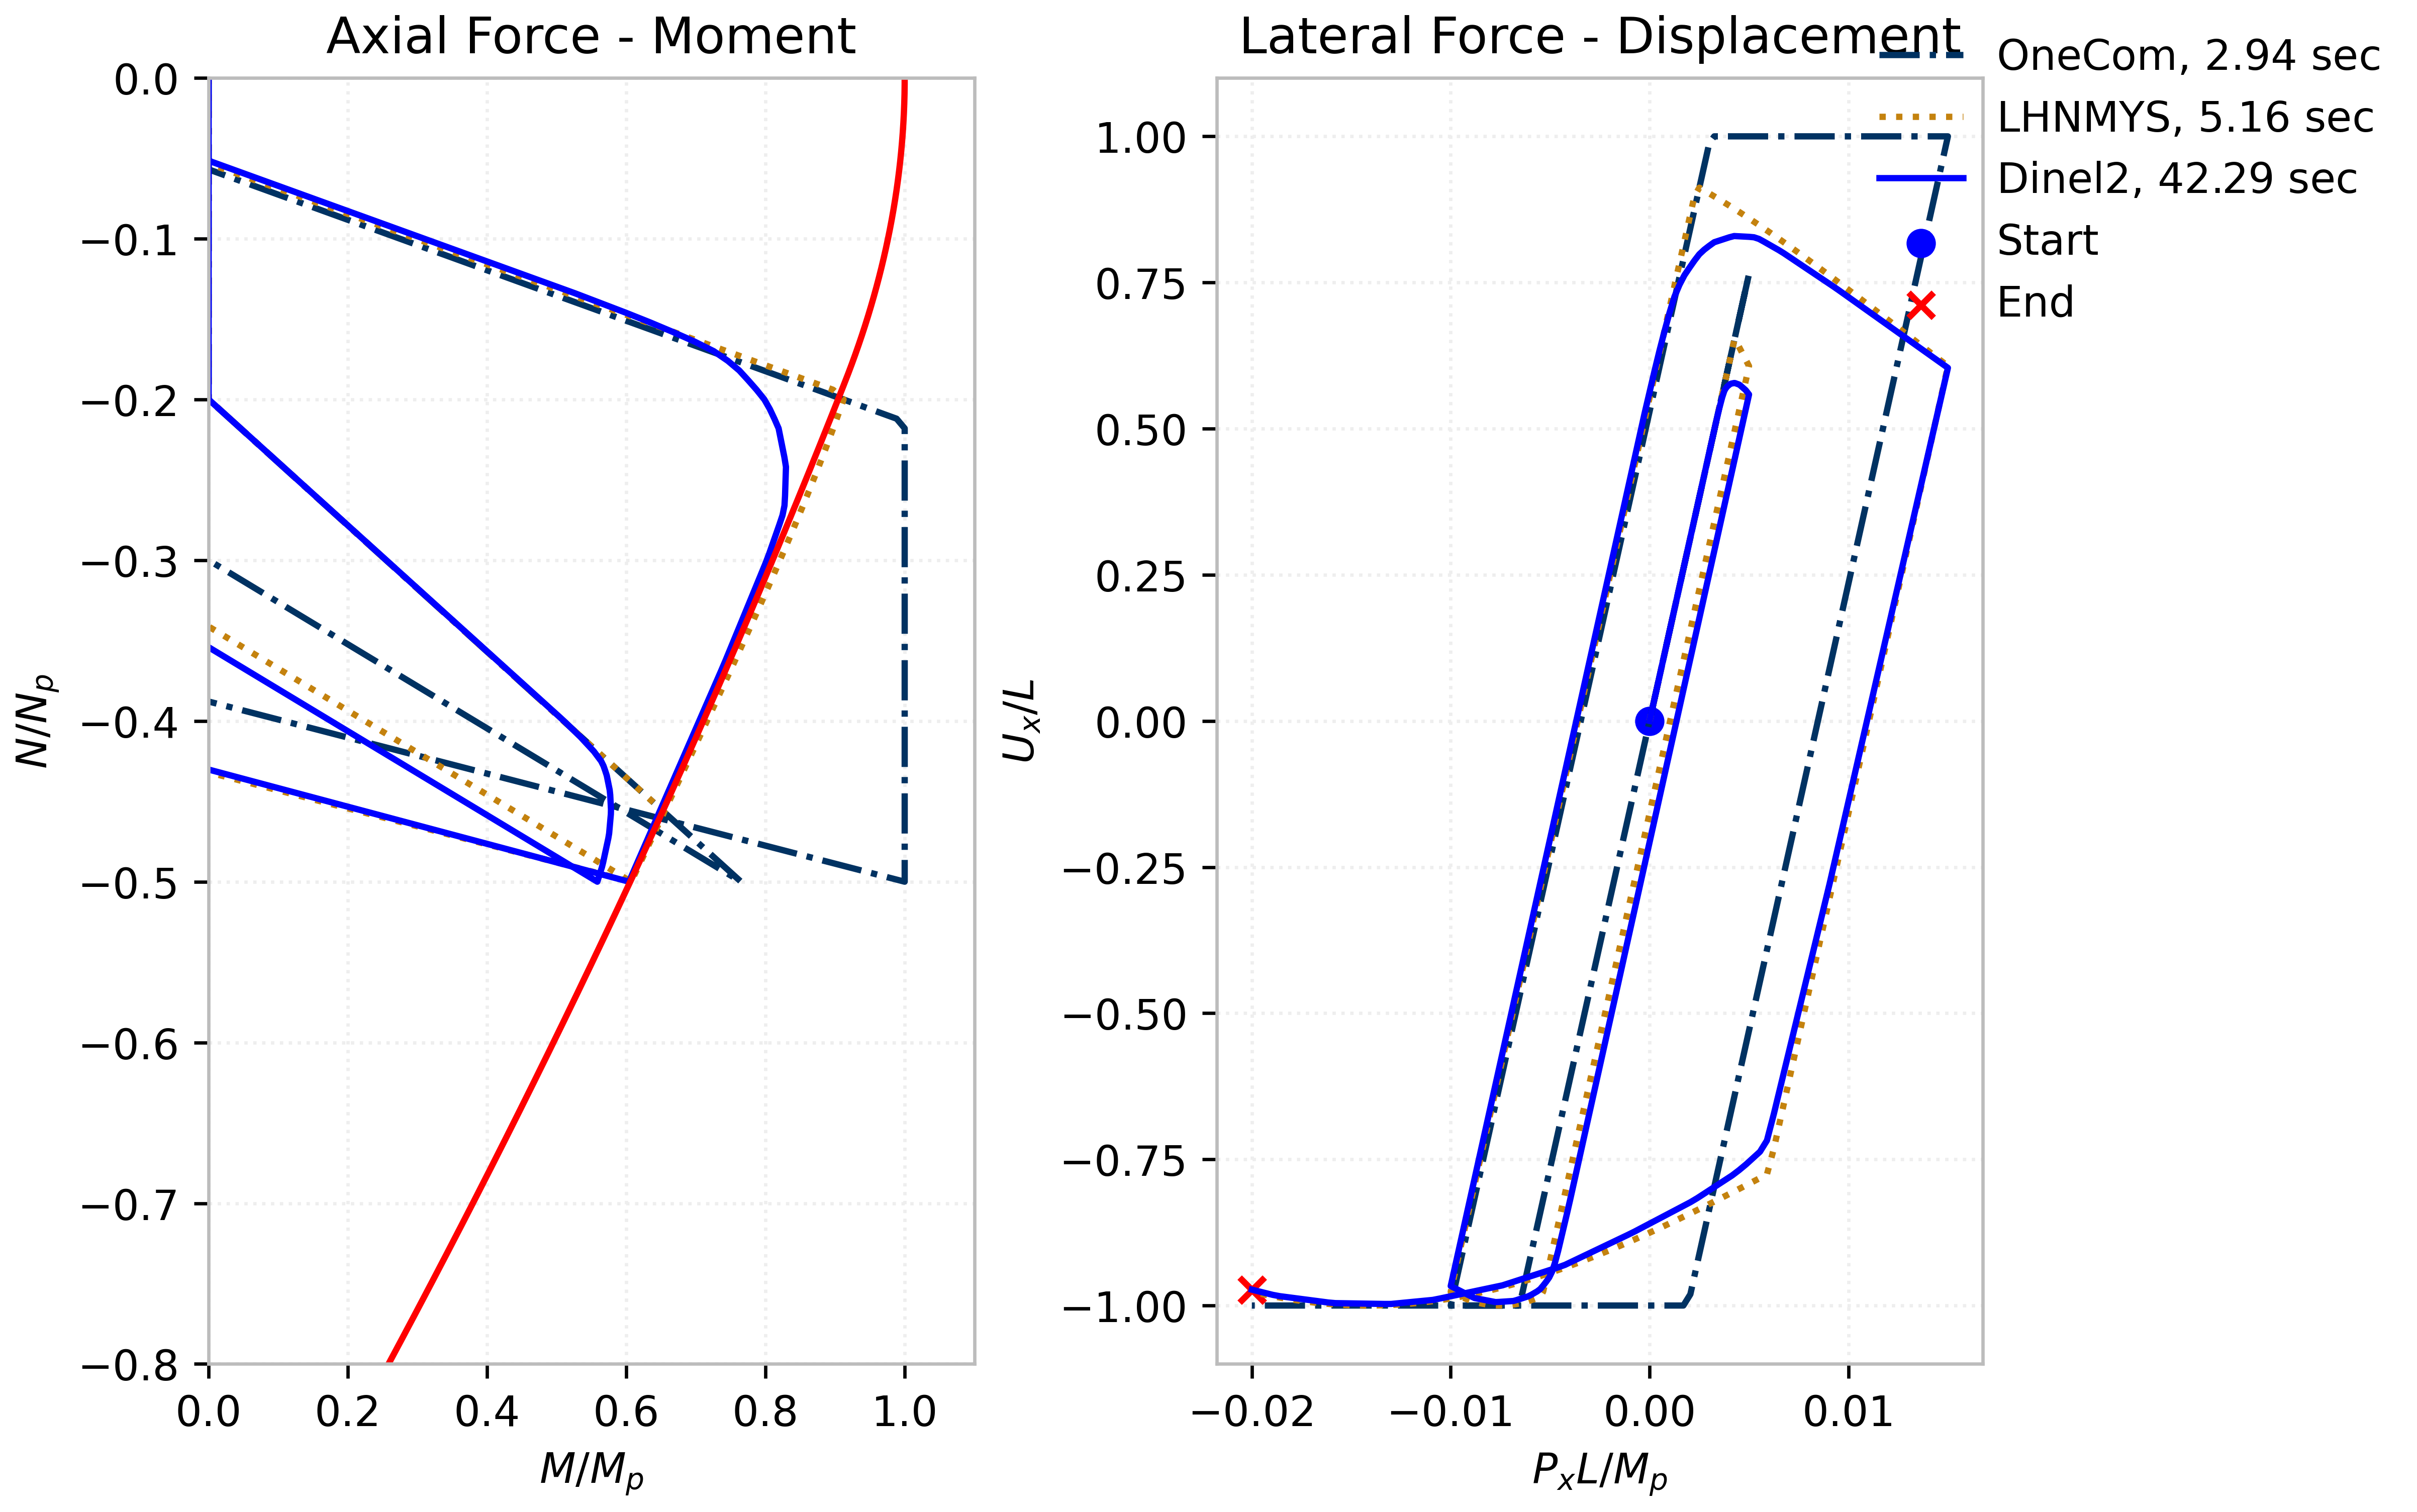 Axial Force - Moment
0.0
−0.1
−0.2
−0.3
−0.4
−0.5
−0.6
−0.7
−0.8
N/Nₚ
0.0 0.2 0.4 0.6 0.8 1.0
M/Mₚ
Lateral Force - Displacement
1.00
0.75
0.50
0.25
0.00
−0.25
−0.50
−0.75
−1.00
Uₓ/L
−0.02 −0.01 0.00 0.01
PₓL/Mₚ
OneCom, 2.94 sec
LHNMYS, 5.16 sec
Dinel2, 42.29 sec
Start
End